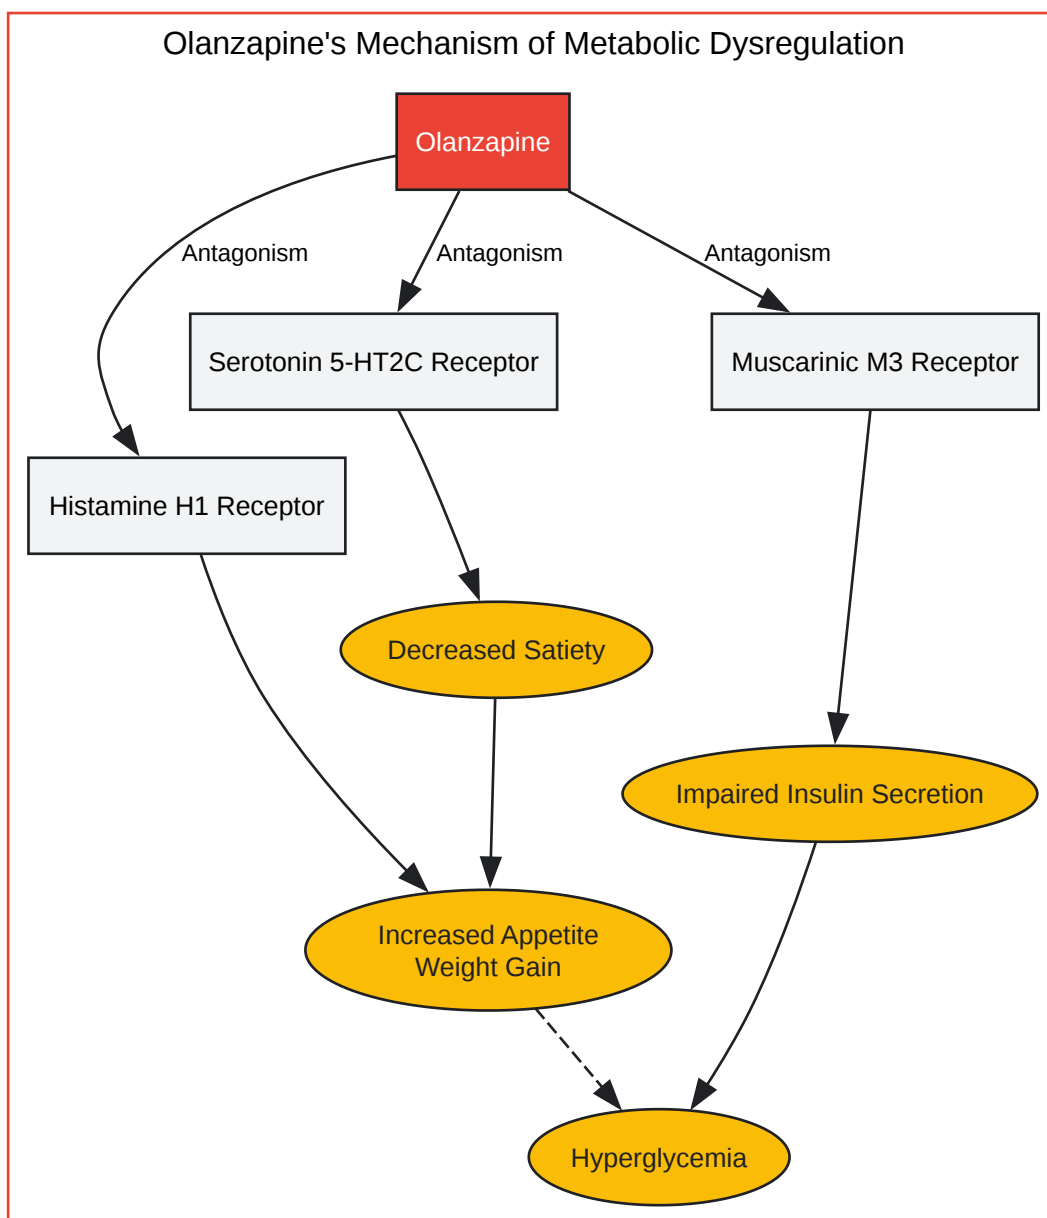 Olanzapine's Mechanism of Metabolic Dysregulation
Olanzapine
Antagonism
Antagonism
Antagonism
Serotonin 5-HT2C Receptor
Muscarinic M3 Receptor
Histamine H1 Receptor
Decreased Satiety
Impaired Insulin Secretion
Increased Appetite
Weight Gain
Hyperglycemia